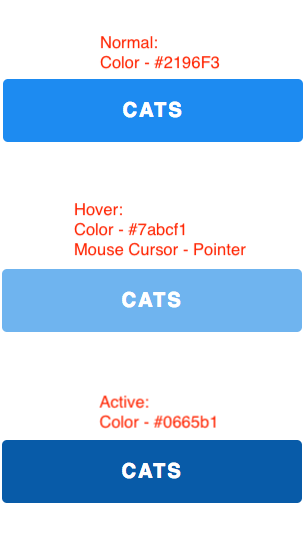 Normal:
Color - #2196F3
CATS
Hover:
Color - #7abcf1
Mouse Cursor - Pointer
CATS
Active:
Color - #0665b1
CATS